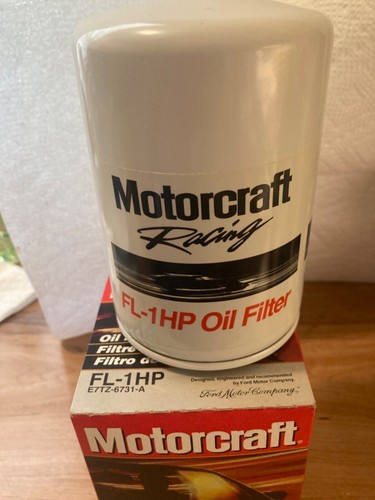 Motorcraft
Racing
FL-1HP Oil Filter
Oil
Filtro
Filtre
FL-1HP
E7TZ-6731-A
Designed, engineered and recommended
by Ford Motor Company.
Ford Motor Company
Motorcraft®